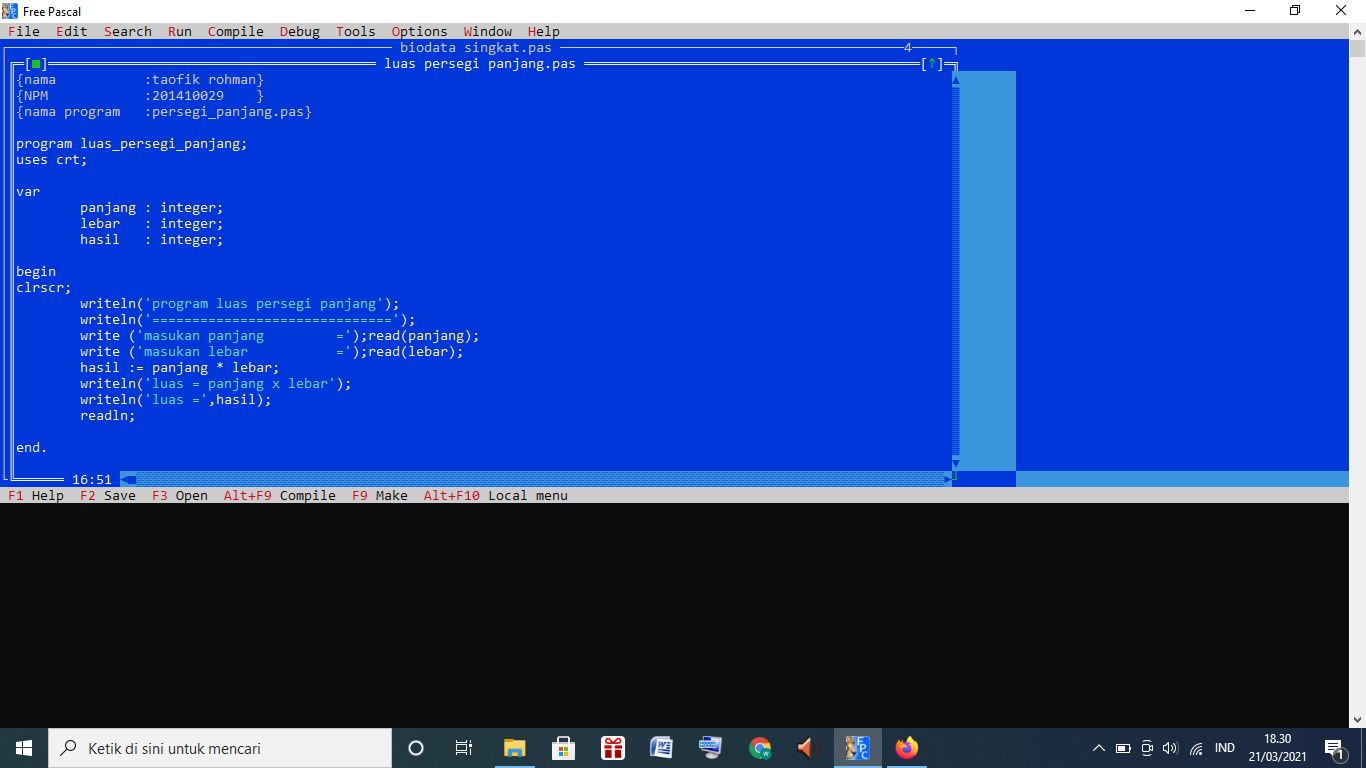 Free Pascal
File Edit Search Run Compile Debug Tools Options Window Help
biodata singkat.pas 4
[■] luas persegi panjang.pas [↑]
{nama           :taofik rohman}
{NPM            :201410029    }
{nama program   :persegi_panjang.pas}
program luas_persegi_panjang;
uses crt;
var
        panjang : integer;
        lebar   : integer;
        hasil   : integer;
begin
clrscr;
        writeln('program luas persegi panjang');
        writeln('==============================');
        write ('masukan panjang         =');read(panjang);
        write ('masukan lebar           =');read(lebar);
        hasil := panjang * lebar;
        writeln('luas = panjang x lebar');
        writeln('luas =',hasil);
        readln;
end.
16:51
F1 Help F2 Save F3 Open Alt+F9 Compile F9 Make Alt+F10 Local menu
Ketik di sini untuk mencari
IND
18.30
21/03/2021
1